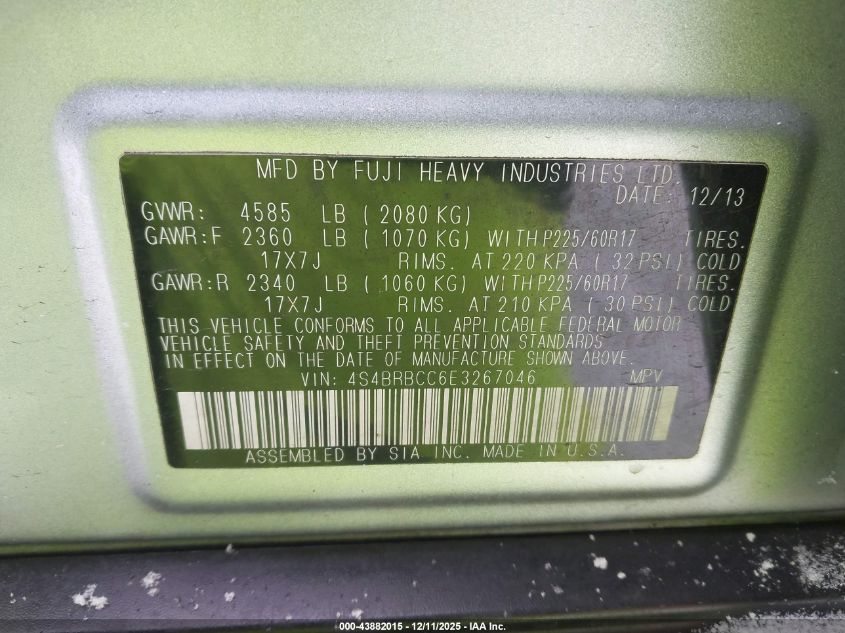 MFD BY FUJI HEAVY INDUSTRIES LTD.
DATE: 12/13
GVWR: 4585 LB ( 2080 KG)
GAWR:F 2360 LB ( 1070 KG) WITHP225/60R17 TIRES.
17X7J RIMS. AT 220 KPA ( 32 PSI) COLD
GAWR:R 2340 LB ( 1060 KG) WITHP225/60R17 TIRES.
17X7J RIMS. AT 210 KPA ( 30 PSI) COLD
THIS VEHICLE CONFORMS TO ALL APPLICABLE FEDERAL MOTOR
VEHICLE SAFETY AND THEFT PREVENTION STANDARDS
IN EFFECT ON THE DATE OF MANUFACTURE SHOWN ABOVE.
VIN: 4S4BRBCC6E3267046 MPV
ASSEMBLED BY SIA INC. MADE IN U.S.A.
000-43882015 - 12/11/2025 - IAA Inc.